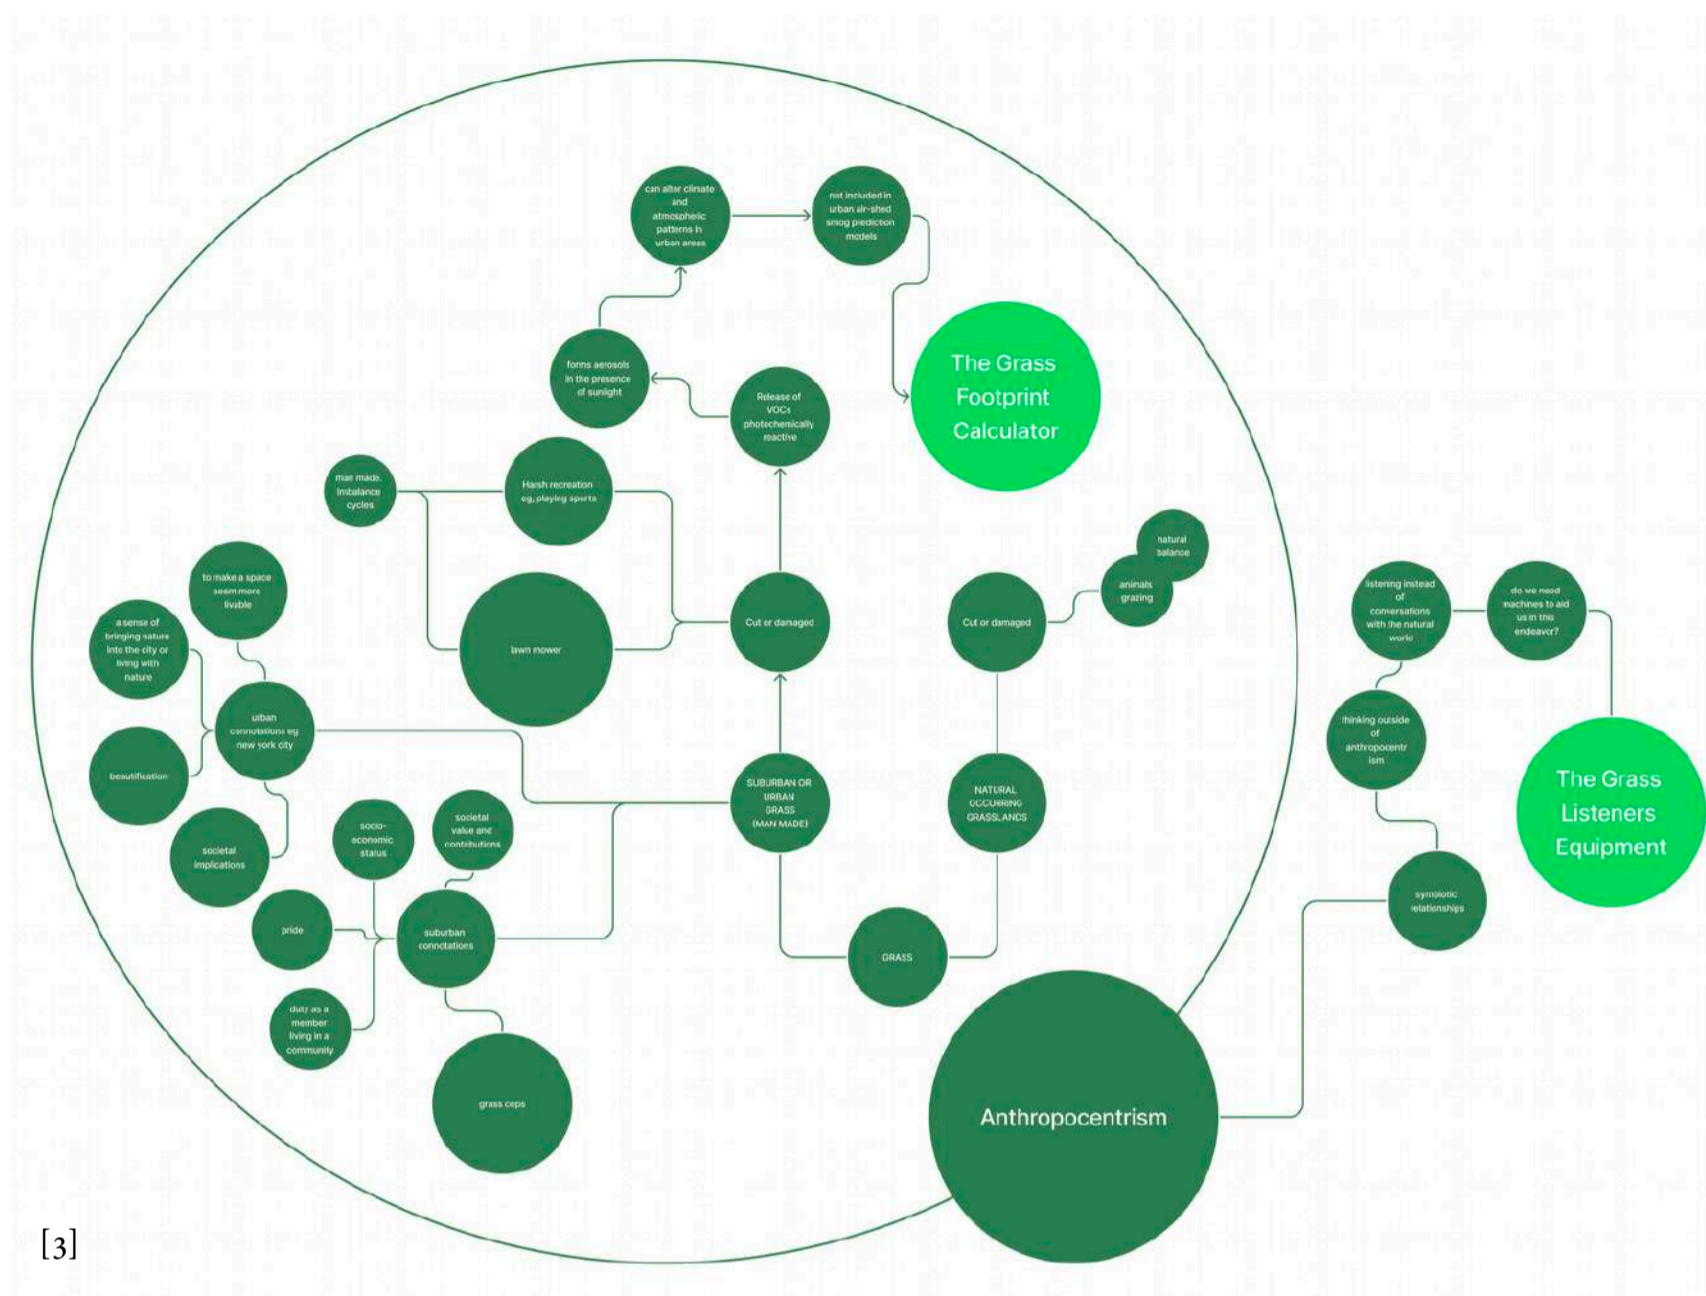 can alter climate
and
atmospheric
patterns in
urban areas
not included in
urban air-shed
smog prediction
models
The Grass
Footprint
Calculator
forms aerosols
in the presence
of sunlight
Release of
VOCs
photochemically
reactive
man made.
imbalance
cycles
Harsh recreation
eg, playing sports
natural
balance
animals
grazing
to make a space
seem more
livable
a sense of
bringing nature
into the city or
living with
nature
lawn mower
Cut or damaged
Cut or damaged
listening instead
of
conversations
with the natural
world
do we need
machines to aid
us in this
endeavor?
urban
connotations eg
new york city
beautification
thinking outside
of
anthropocentr
ism
SUBURBAN OR
URBAN
GRASS
(MAN MADE)
NATURAL
OCCURRING
GRASSLANDS
The Grass
Listeners
Equipment
societal
implications
socio-
economic
status
societal
value and
contributions
symbiotic
relationships
pride
suburban
connotations
GRASS
duty as a
member
living in a
community
grass cops
Anthropocentrism
[3]